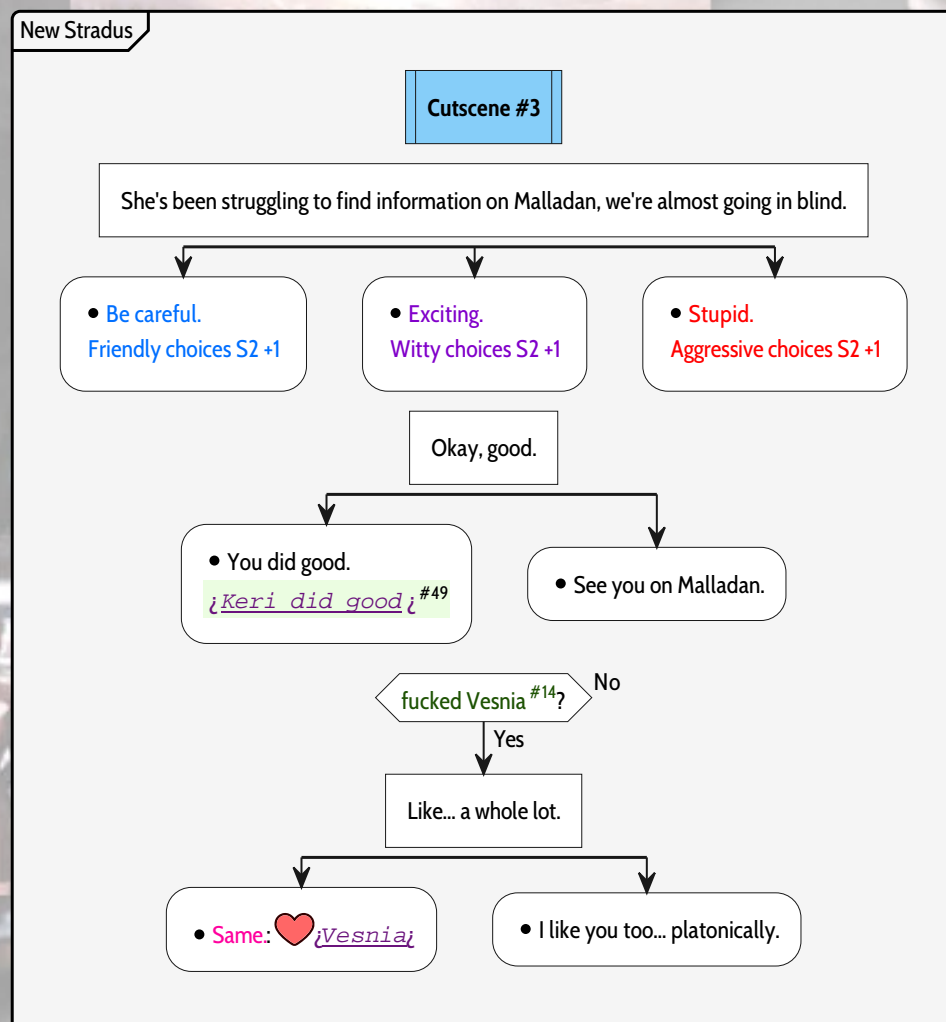 New Stradus
Cutscene #3
She's been struggling to find information on Malladan, we're almost going in blind.
• Be careful.
Friendly choices S2 +1
• Exciting.
Witty choices S2 +1
• Stupid.
Aggressive choices S2 +1
Okay, good.
• You did good.
¿Keri did good¿ #49
• See you on Malladan.
fucked Vesnia #14?
No
Yes
Like... a whole lot.
• Same.: ❤¿Vesnia¿
• I like you too... platonically.